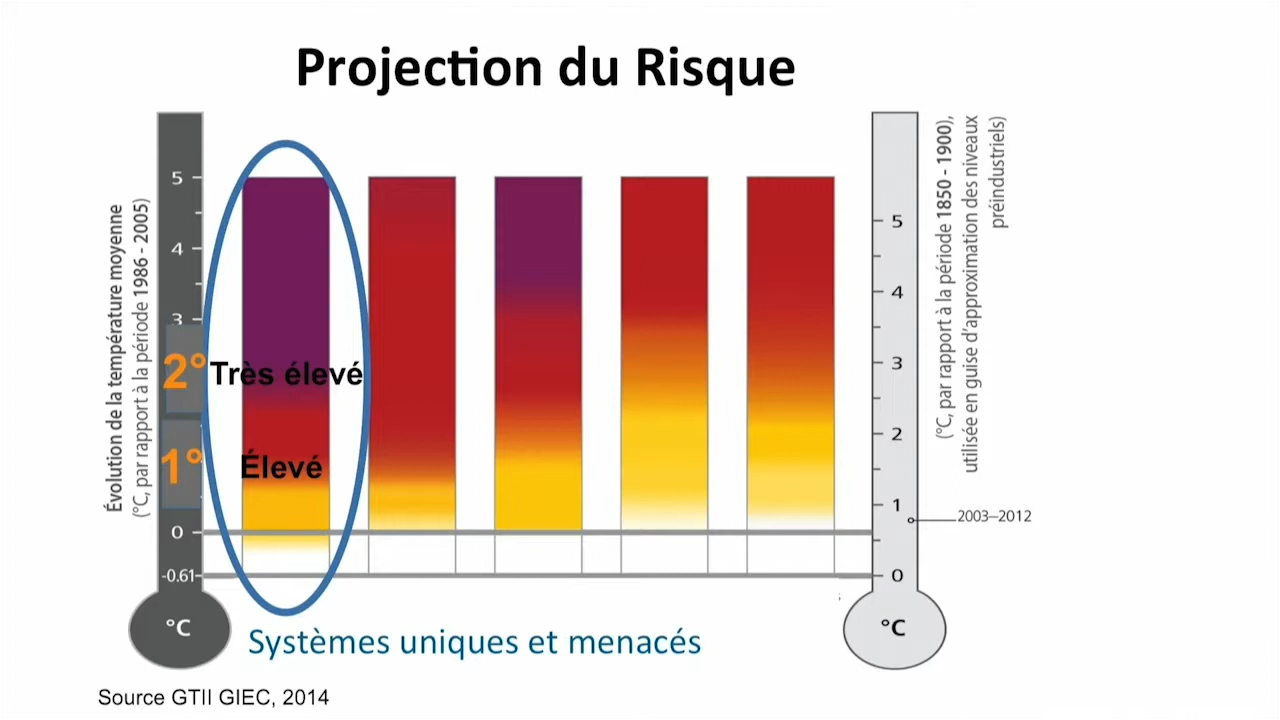 Projection du Risque
Évolution de la température moyenne
(°C, par rapport à la période 1986 - 2005)
5
4
3
2°
1°
0
-0.61
°C
Très élevé
Élevé
5
4
3
2
1
0
°C
2003–2012
(°C, par rapport à la période 1850 - 1900),
utilisée en guise d'approximation des niveaux
préindustriels)
Systèmes uniques et menacés
Source GTII GIEC, 2014